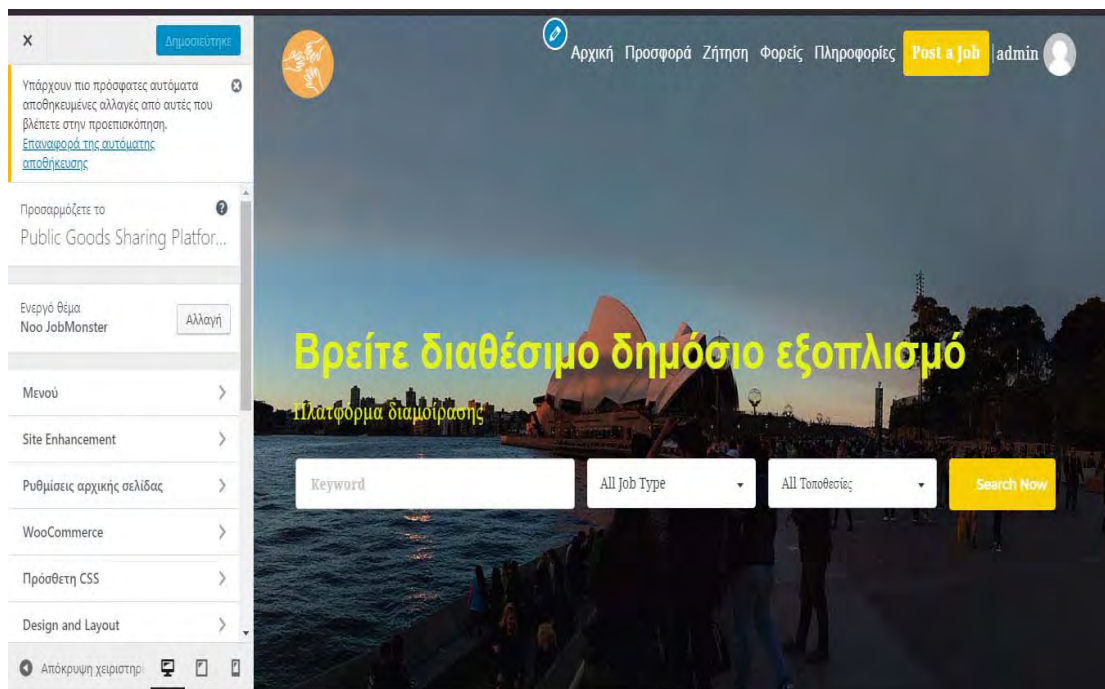 Δημοσιεύτηκε
Υπάρχουν πιο πρόσφατες αυτόματα
αποθηκευμένες αλλαγές από αυτές που
βλέπετε στην προεπισκόπηση.
Επαναφορά της αυτόματης
αποθήκευσης
Προσαρμόζετε το
Public Goods Sharing Platfor...
Ενεργό θέμα
Noo JobMonster
Αλλαγή
Μενού
Site Enhancement
Ρυθμίσεις αρχικής σελίδας
WooCommerce
Πρόσθετη CSS
Design and Layout
Απόκρυψη χειριστηρ
Αρχική Προσφορά Ζήτηση Φορείς Πληροφορίες Post a Job |admin
Βρείτε διαθέσιμο δημόσιο εξοπλισμό
Πλατφόρμα διαμοίρασης
Keyword All Job Type All Τοποθεσίες Search Now